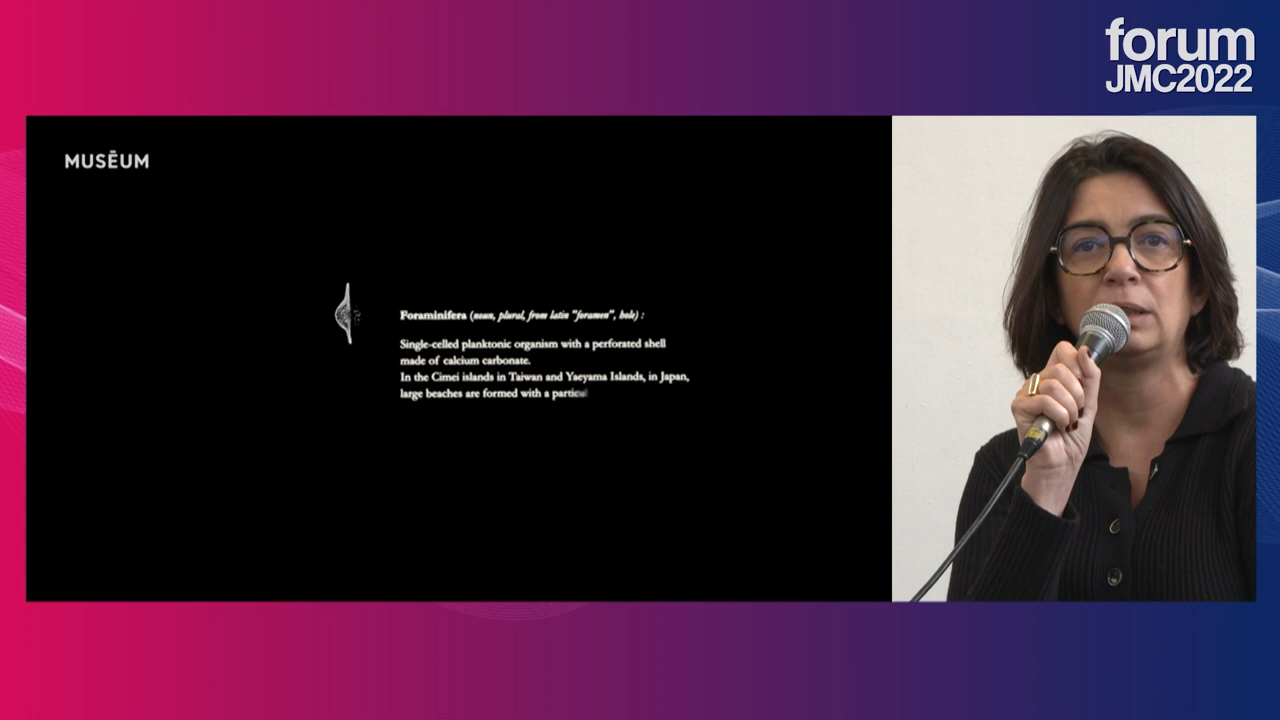 forum
JMC2022
MUSĒUM
Foraminifera (noun, plural, from latin "foramen", hole) :
Single-celled planktonic organism with a perforated shell
made of calcium carbonate.
In the Cimei islands in Taiwan and Yaeyama Islands, in Japan,
large beaches are formed with a particul